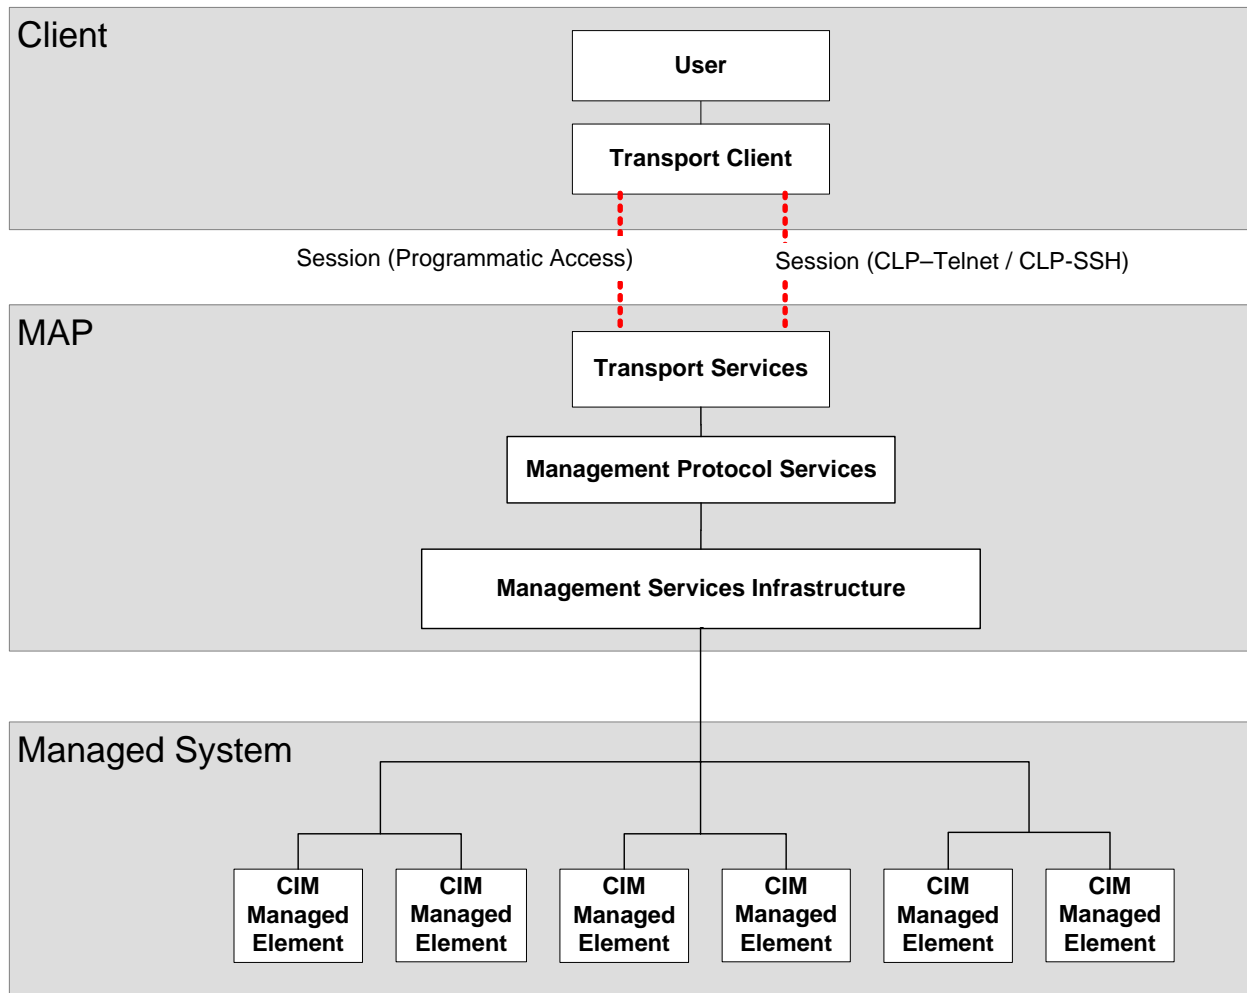 Client
User
Transport Client
Session (Programmatic Access)
Session (CLP–Telnet / CLP-SSH)
MAP
Transport Services
Management Protocol Services
Management Services Infrastructure
Managed System
CIM
Managed
Element
CIM
Managed
Element
CIM
Managed
Element
CIM
Managed
Element
CIM
Managed
Element
CIM
Managed
Element